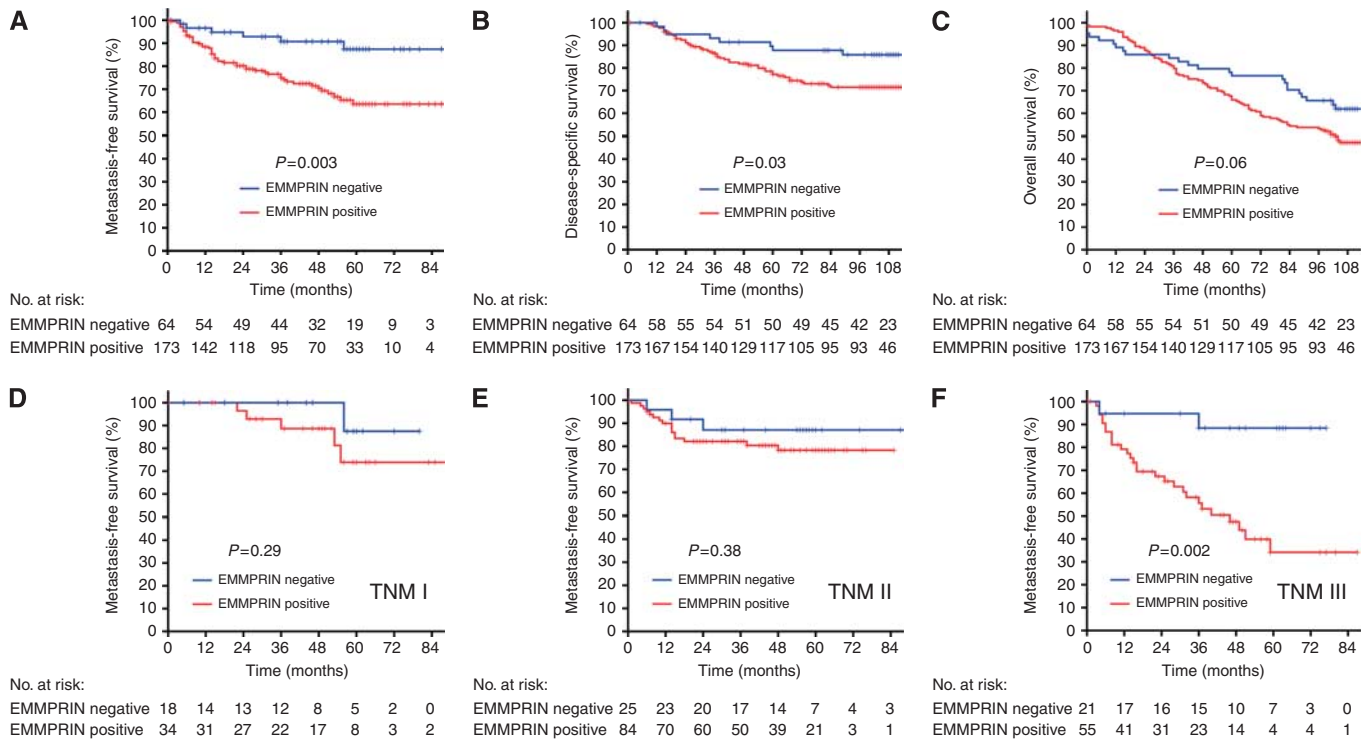 A
Metastasis-free survival (%)
100
90
80
70
60
50
40
30
20
10
0
P=0.003
EMMPRIN negative
EMMPRIN positive
0 12 24 36 48 60 72 84
Time (months)
No. at risk:
EMMPRIN negative 64 54 49 44 32 19 9 3
EMMPRIN positive 173 142 118 95 70 33 10 4
B
Disease-specific survival (%)
100
90
80
70
60
50
40
30
20
10
0
P=0.03
EMMPRIN negative
EMMPRIN positive
0 12 24 36 48 60 72 84 96 108
Time (months)
No. at risk:
EMMPRIN negative 64 58 55 54 51 50 49 45 42 23
EMMPRIN positive 173 167 154 140 129 117 105 95 93 46
C
Overall survival (%)
100
90
80
70
60
50
40
30
20
10
0
P=0.06
EMMPRIN negative
EMMPRIN positive
0 12 24 36 48 60 72 84 96 108
Time (months)
No. at risk:
EMMPRIN negative 64 58 55 54 51 50 49 45 42 23
EMMPRIN positive 173 167 154 140 129 117 105 95 93 46
D
Metastasis-free survival (%)
100
90
80
70
60
50
40
30
20
10
0
P=0.29
EMMPRIN negative
EMMPRIN positive
TNM I
0 12 24 36 48 60 72 84
Time (months)
No. at risk:
EMMPRIN negative 18 14 13 12 8 5 2 0
EMMPRIN positive 34 31 27 22 17 8 3 2
E
Metastasis-free survival (%)
100
90
80
70
60
50
40
30
20
10
0
P=0.38
EMMPRIN negative
EMMPRIN positive
TNM II
0 12 24 36 48 60 72 84
Time (months)
No. at risk:
EMMPRIN negative 25 23 20 17 14 7 4 3
EMMPRIN positive 84 70 60 50 39 21 3 1
F
Metastasis-free survival (%)
100
90
80
70
60
50
40
30
20
10
0
P=0.002
EMMPRIN negative
EMMPRIN positive
TNM III
0 12 24 36 48 60 72 84
Time (months)
No. at risk:
EMMPRIN negative 21 17 16 15 10 7 3 0
EMMPRIN positive 55 41 31 23 14 4 4 1